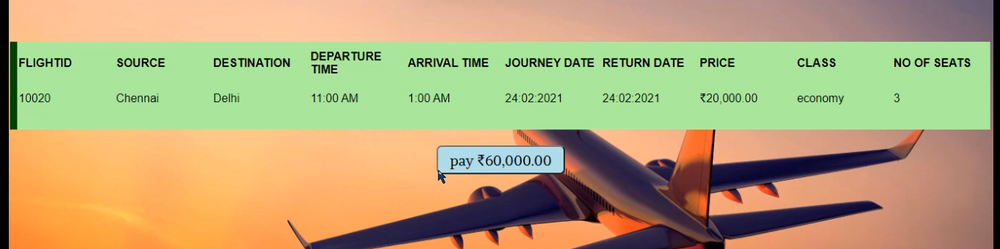 FLIGHTID SOURCE DESTINATION DEPARTURE TIME ARRIVAL TIME JOURNEY DATE RETURN DATE PRICE CLASS NO OF SEATS
10020 Chennai Delhi 11:00 AM 1:00 AM 24:02:2021 24:02:2021 ₹20,000.00 economy 3
pay ₹60,000.00